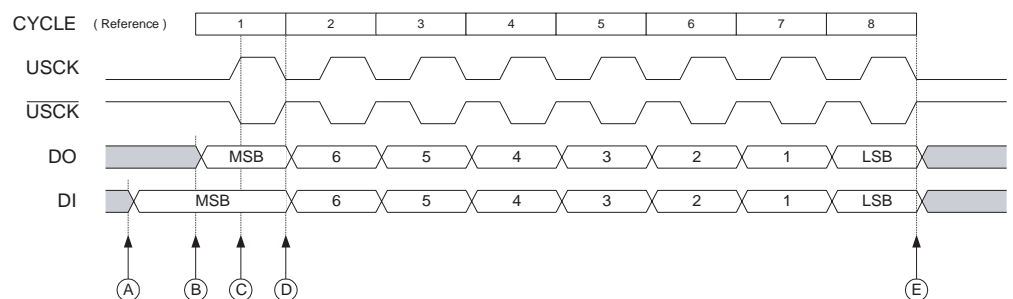 CYCLE ( Reference ) 1 2 3 4 5 6 7 8
USCK
USCK
DO MSB 6 5 4 3 2 1 LSB
DI MSB 6 5 4 3 2 1 LSB
A B C D E